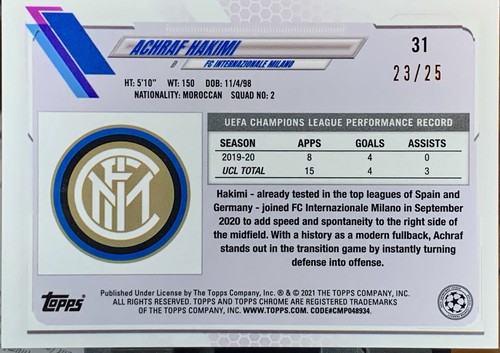 31
ACHRAF HAKIMI
23/25
D FC INTERNAZIONALE MILANO
HT: 5'10" WT: 150 DOB: 11/4/98
NATIONALITY: MOROCCAN SQUAD NO: 2
UEFA CHAMPIONS LEAGUE PERFORMANCE RECORD
SEASON APPS GOALS ASSISTS
2019-20 8 4 0
UCL TOTAL 15 4 3
Hakimi - already tested in the top leagues of Spain and
Germany - joined FC Internazionale Milano in September
2020 to add speed and spontaneity to the right side of
the midfield. With a history as a modern fullback, Achraf
stands out in the transition game by instantly turning
defense into offense.
Topps
Published Under License by The Topps Company, Inc. ® & © 2021 THE TOPPS COMPANY, INC.
ALL RIGHTS RESERVED. TOPPS AND TOPPS CHROME ARE REGISTERED TRADEMARKS
OF THE TOPPS COMPANY, INC. WWW.TOPPS.COM. CODE#CMP048934.